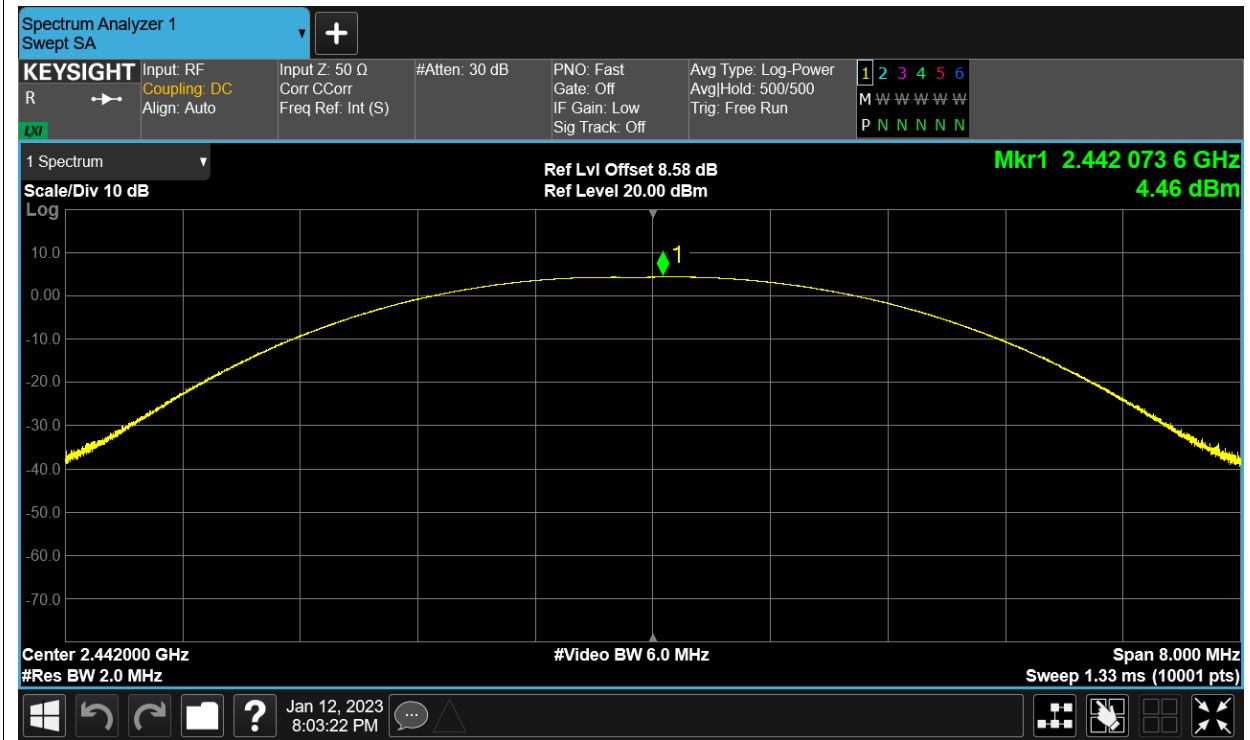 Spectrum Analyzer 1
Swept SA
+
KEYSIGHT
R
LXI
Input: RF
Coupling: DC
Align: Auto
Input Z: 50 Ω
Corr CCorr
Freq Ref: Int (S)
#Atten: 30 dB
PNO: Fast
Gate: Off
IF Gain: Low
Sig Track: Off
Avg Type: Log-Power
Avg|Hold: 500/500
Trig: Free Run
1 2 3 4 5 6
M W W W W W
P N N N N N
1 Spectrum
Scale/Div 10 dB
Log
Ref Lvl Offset 8.58 dB
Ref Level 20.00 dBm
Mkr1 2.442 073 6 GHz
4.46 dBm
1
10.0
0.00
-10.0
-20.0
-30.0
-40.0
-50.0
-60.0
-70.0
Center 2.442000 GHz
#Res BW 2.0 MHz
#Video BW 6.0 MHz
Span 8.000 MHz
Sweep 1.33 ms (10001 pts)
?
Jan 12, 2023
8:03:22 PM